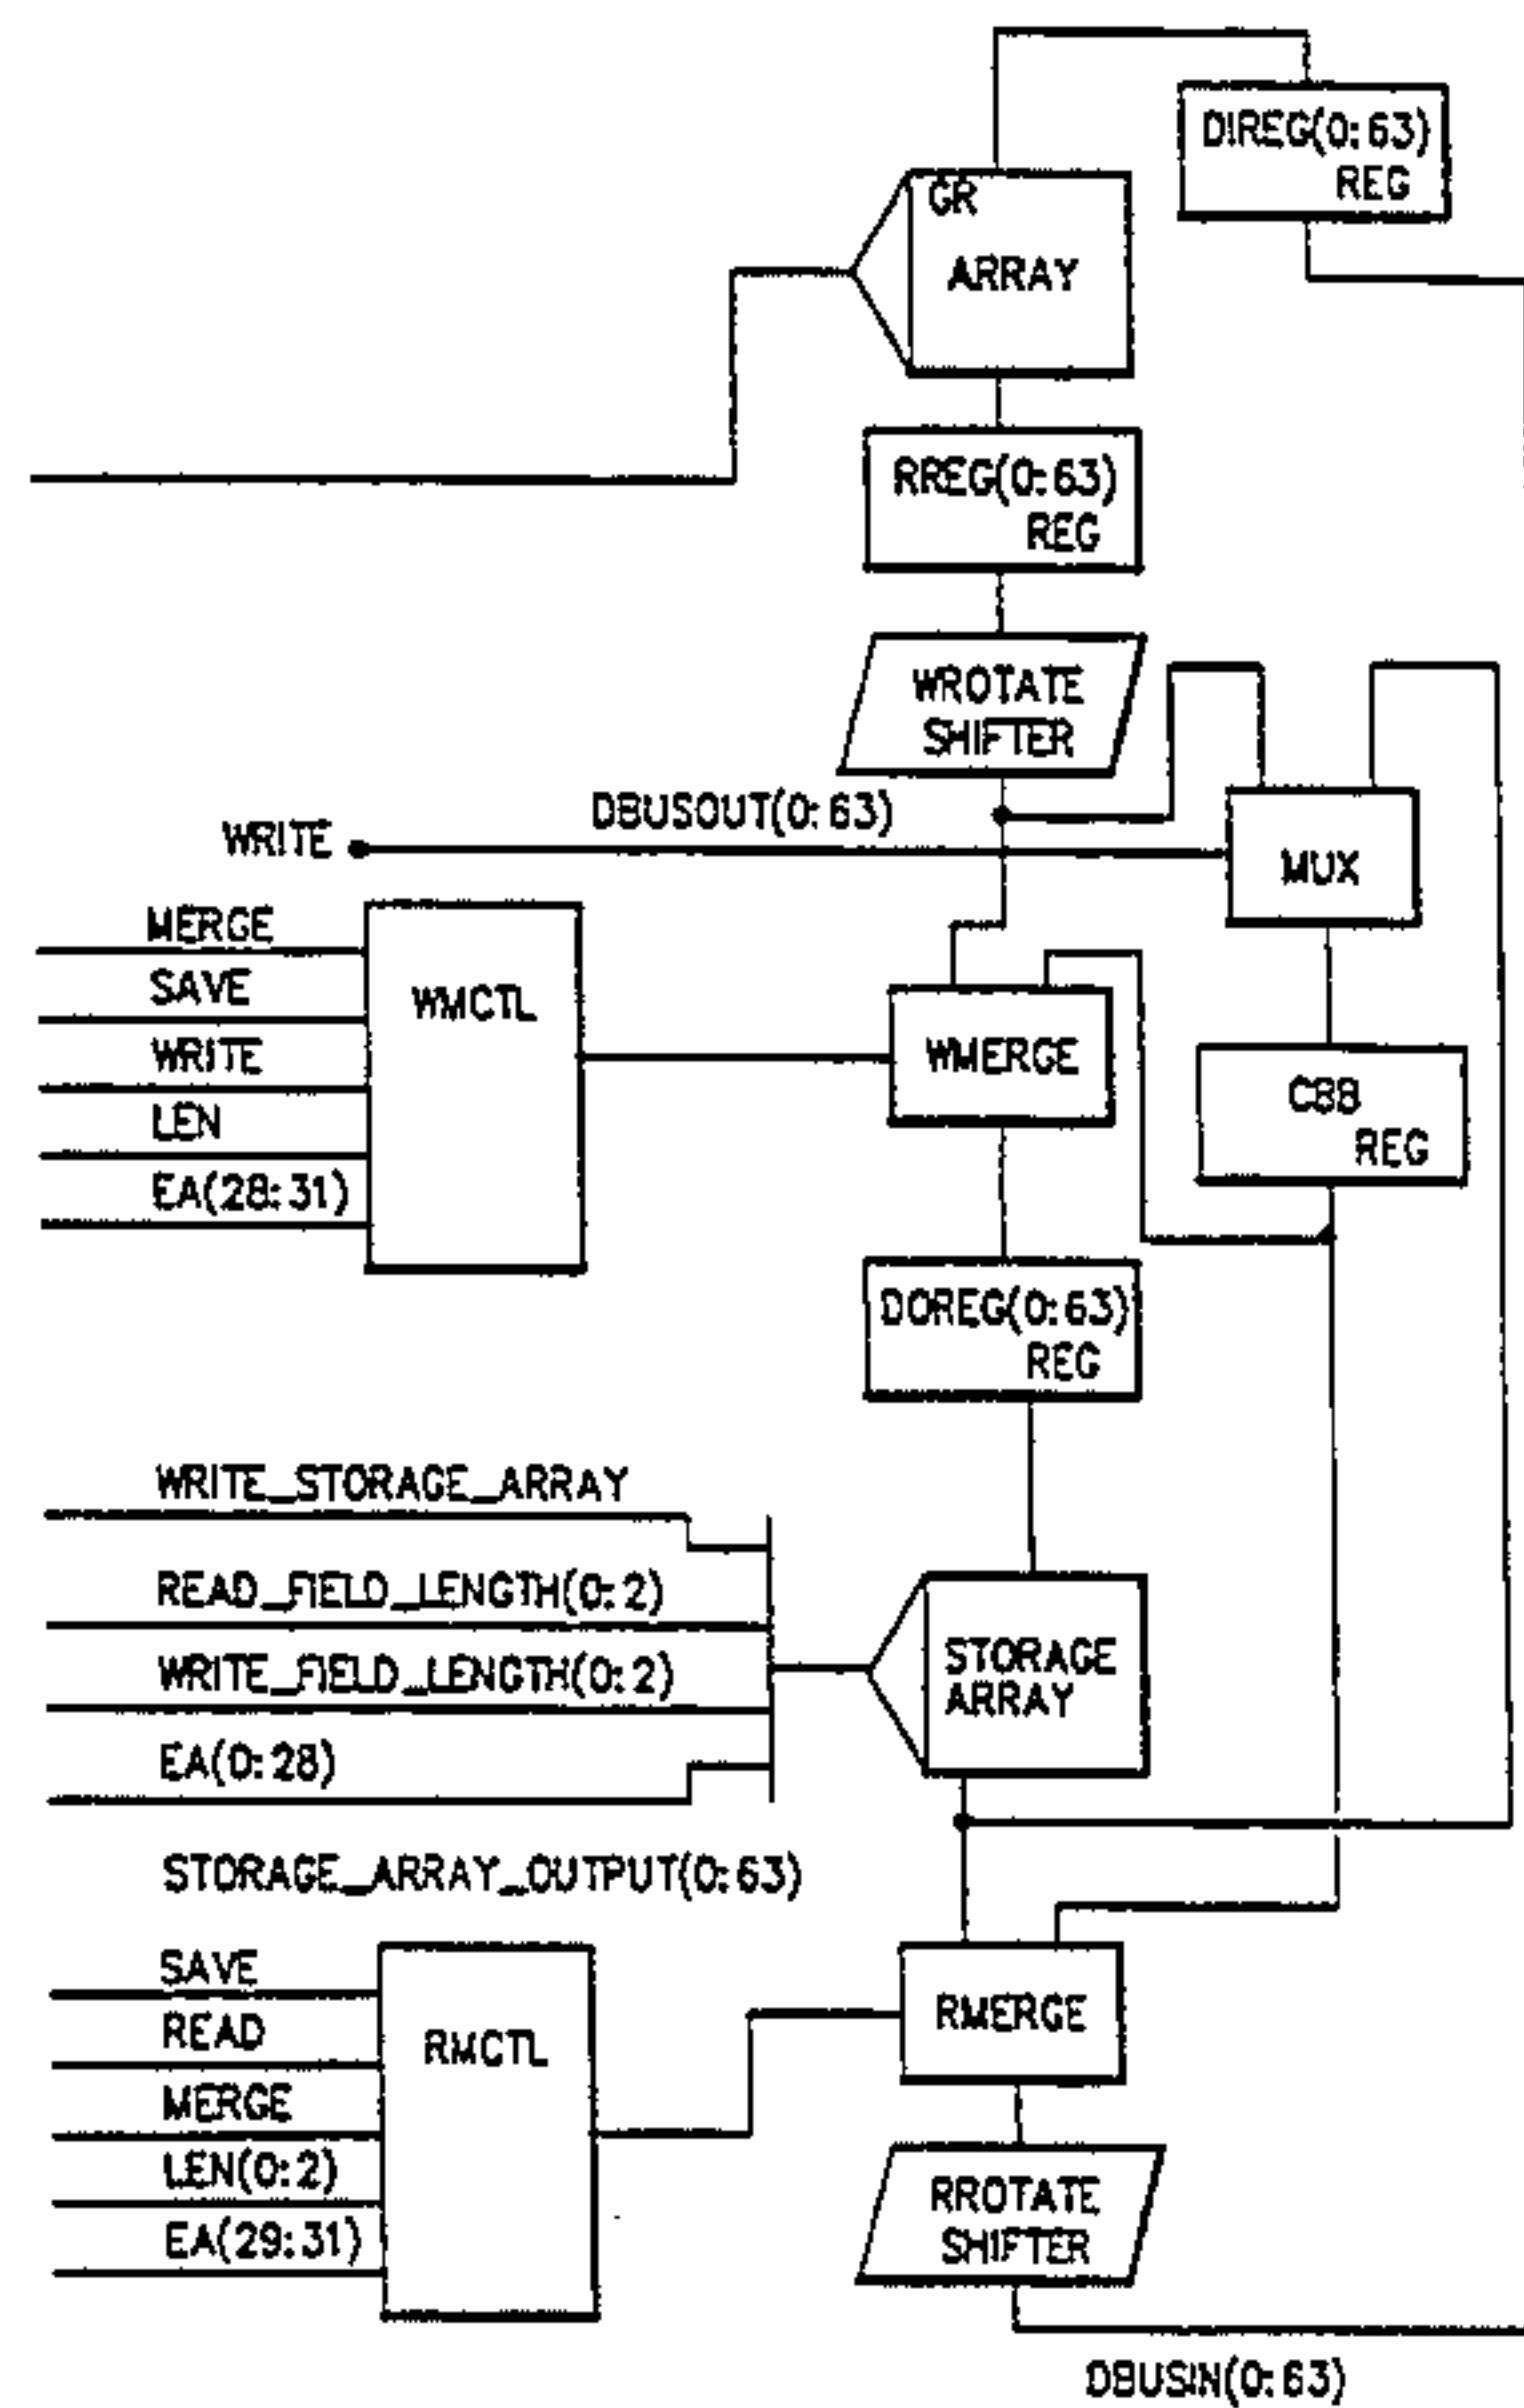 DIREG(0:63)
REG
GR
ARRAY
RREG(0:63)
REG
WROTATE
SHIFTER
DBUSOUT(0:63)
WRITE
MUX
MERGE
SAVE
WRITE
LEN
EA(28:31)
WMCTL
WMERGE
CBB
REG
DOREG(0:63)
REG
WRITE_STORAGE_ARRAY
READ_FIELD_LENGTH(0:2)
WRITE_FIELD_LENGTH(0:2)
EA(0:28)
STORAGE
ARRAY
STORAGE_ARRAY_OUTPUT(0:63)
SAVE
READ
MERGE
LEN(0:2)
EA(29:31)
RMCTL
RMERGE
RROTATE
SHIFTER
DBUSIN(0:63)